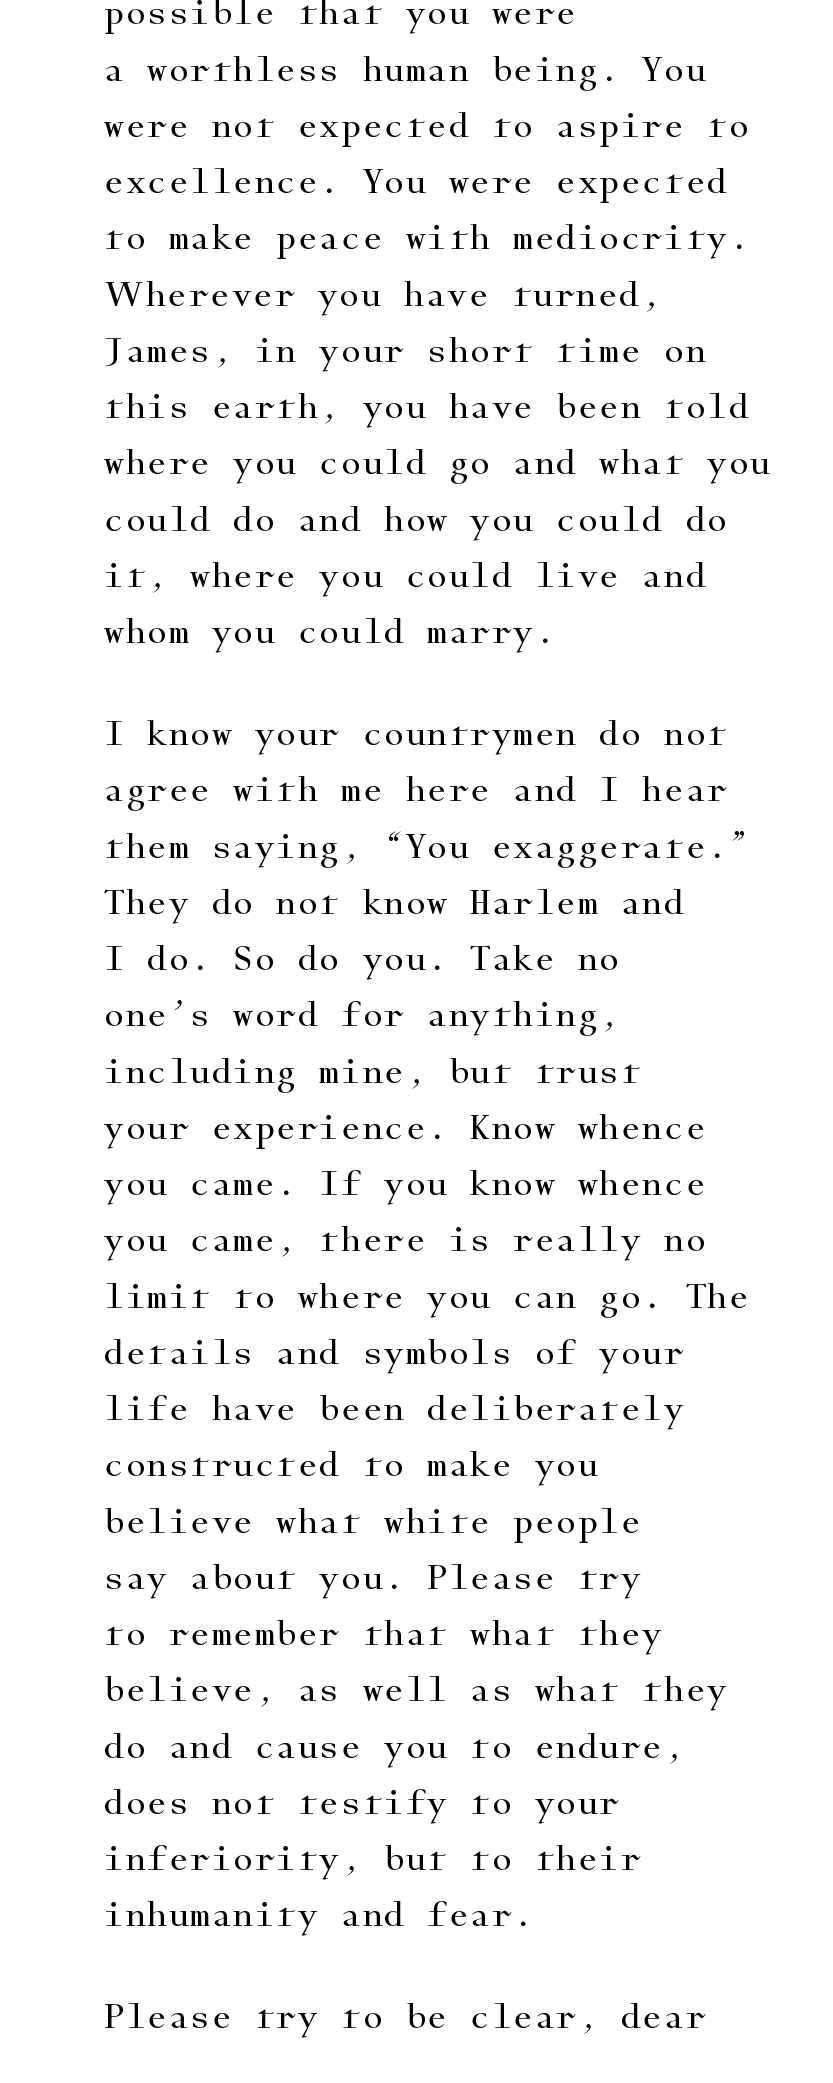 possible that you were
a worthless human being. You
were not expected to aspire to
excellence. You were expected
to make peace with mediocrity.
Wherever you have turned,
James, in your short time on
this earth, you have been told
where you could go and what you
could do and how you could do
it, where you could live and
whom you could marry.
I know your countrymen do not
agree with me here and I hear
them saying, “You exaggerate.”
They do not know Harlem and
I do. So do you. Take no
one’s word for anything,
including mine, but trust
your experience. Know whence
you came. If you know whence
you came, there is really no
limit to where you can go. The
details and symbols of your
life have been deliberately
constructed to make you
believe what white people
say about you. Please try
to remember that what they
believe, as well as what they
do and cause you to endure,
does not testify to your
inferiority, but to their
inhumanity and fear.
Please try to be clear, dear